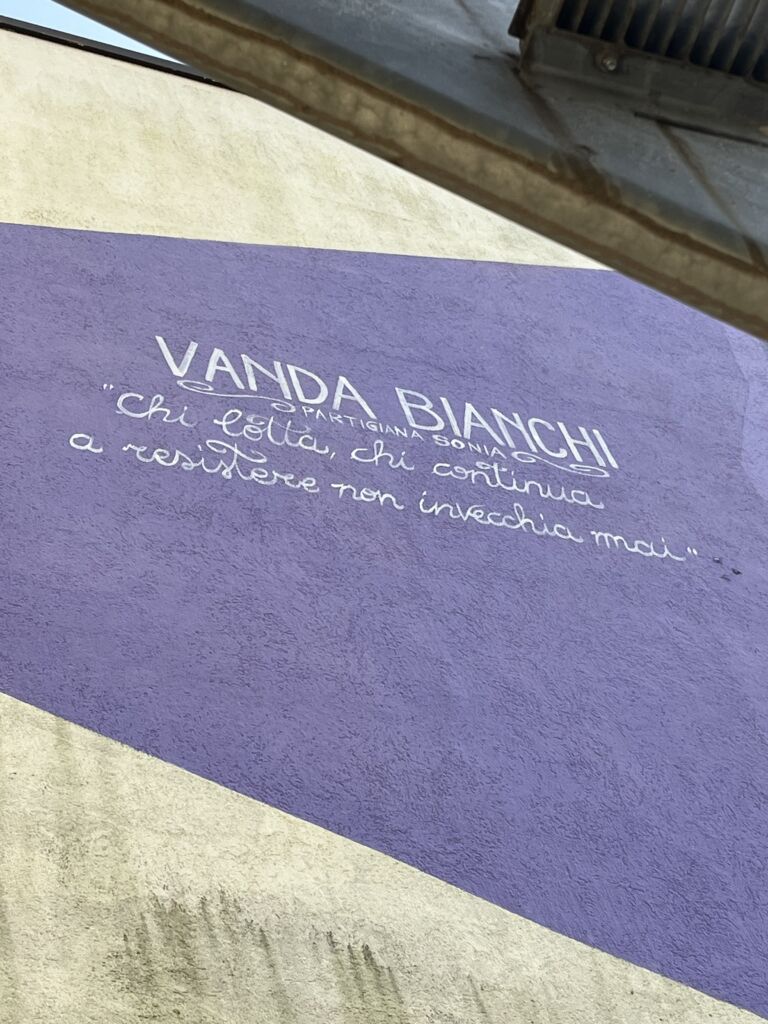 VANDA BIANCHI
PARTIGIANA SONIA
"Chi lotta, chi continua
a resistere non invecchia mai"